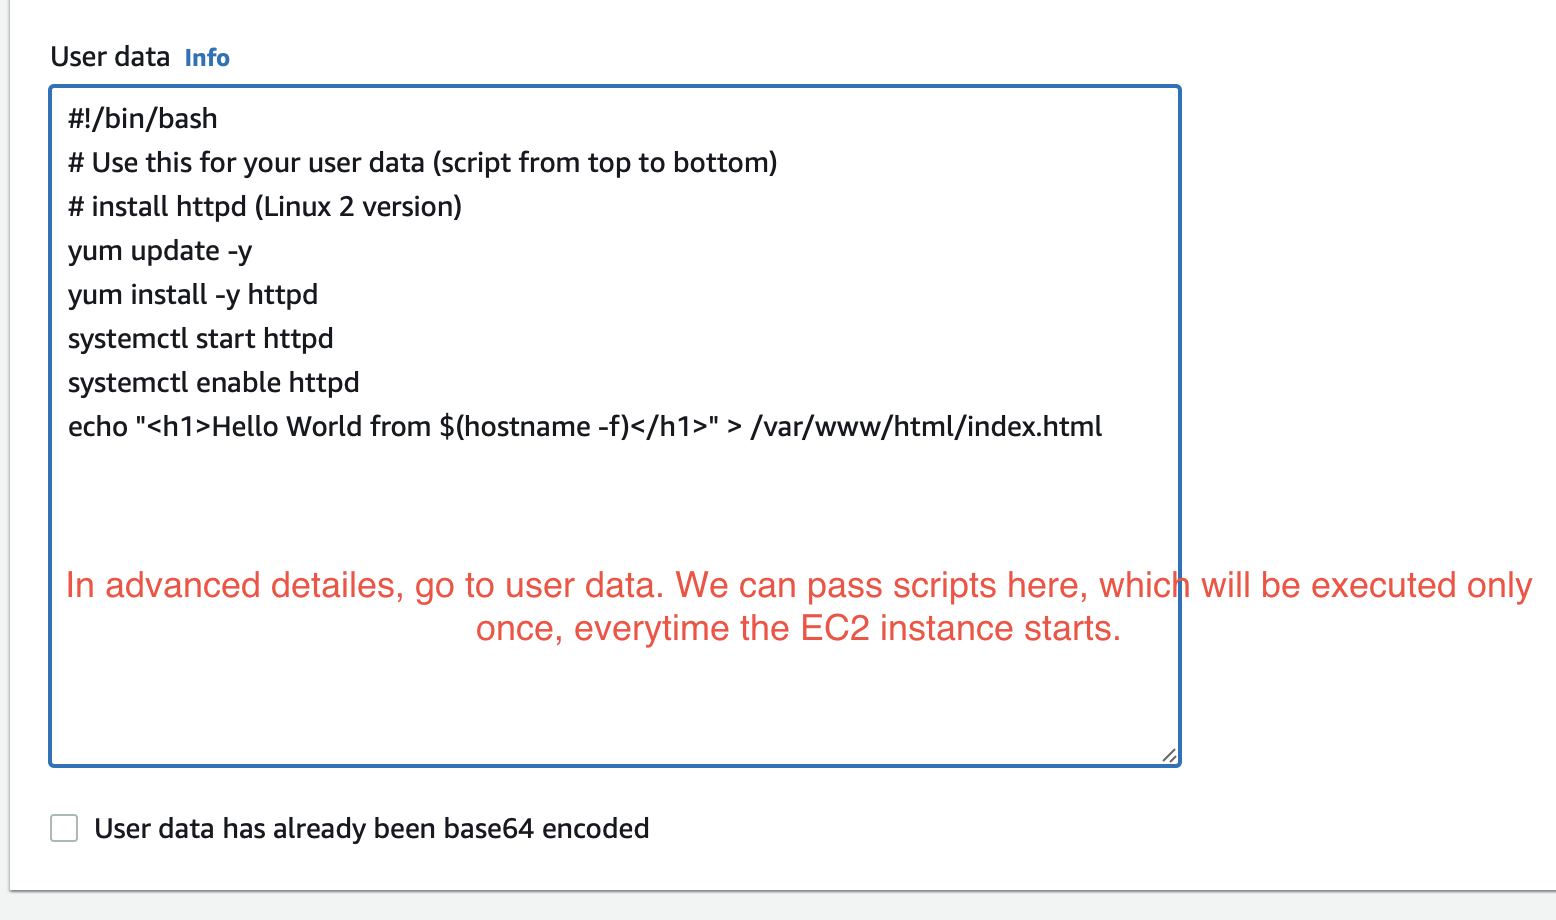 User data Info
#!/bin/bash
# Use this for your user data (script from top to bottom)
# install httpd (Linux 2 version)
yum update -y
yum install -y httpd
systemctl start httpd
systemctl enable httpd
echo "<h1>Hello World from $(hostname -f)</h1>" > /var/www/html/index.html
In advanced detailes, go to user data. We can pass scripts here, which will be executed only
once, everytime the EC2 instance starts.
User data has already been base64 encoded